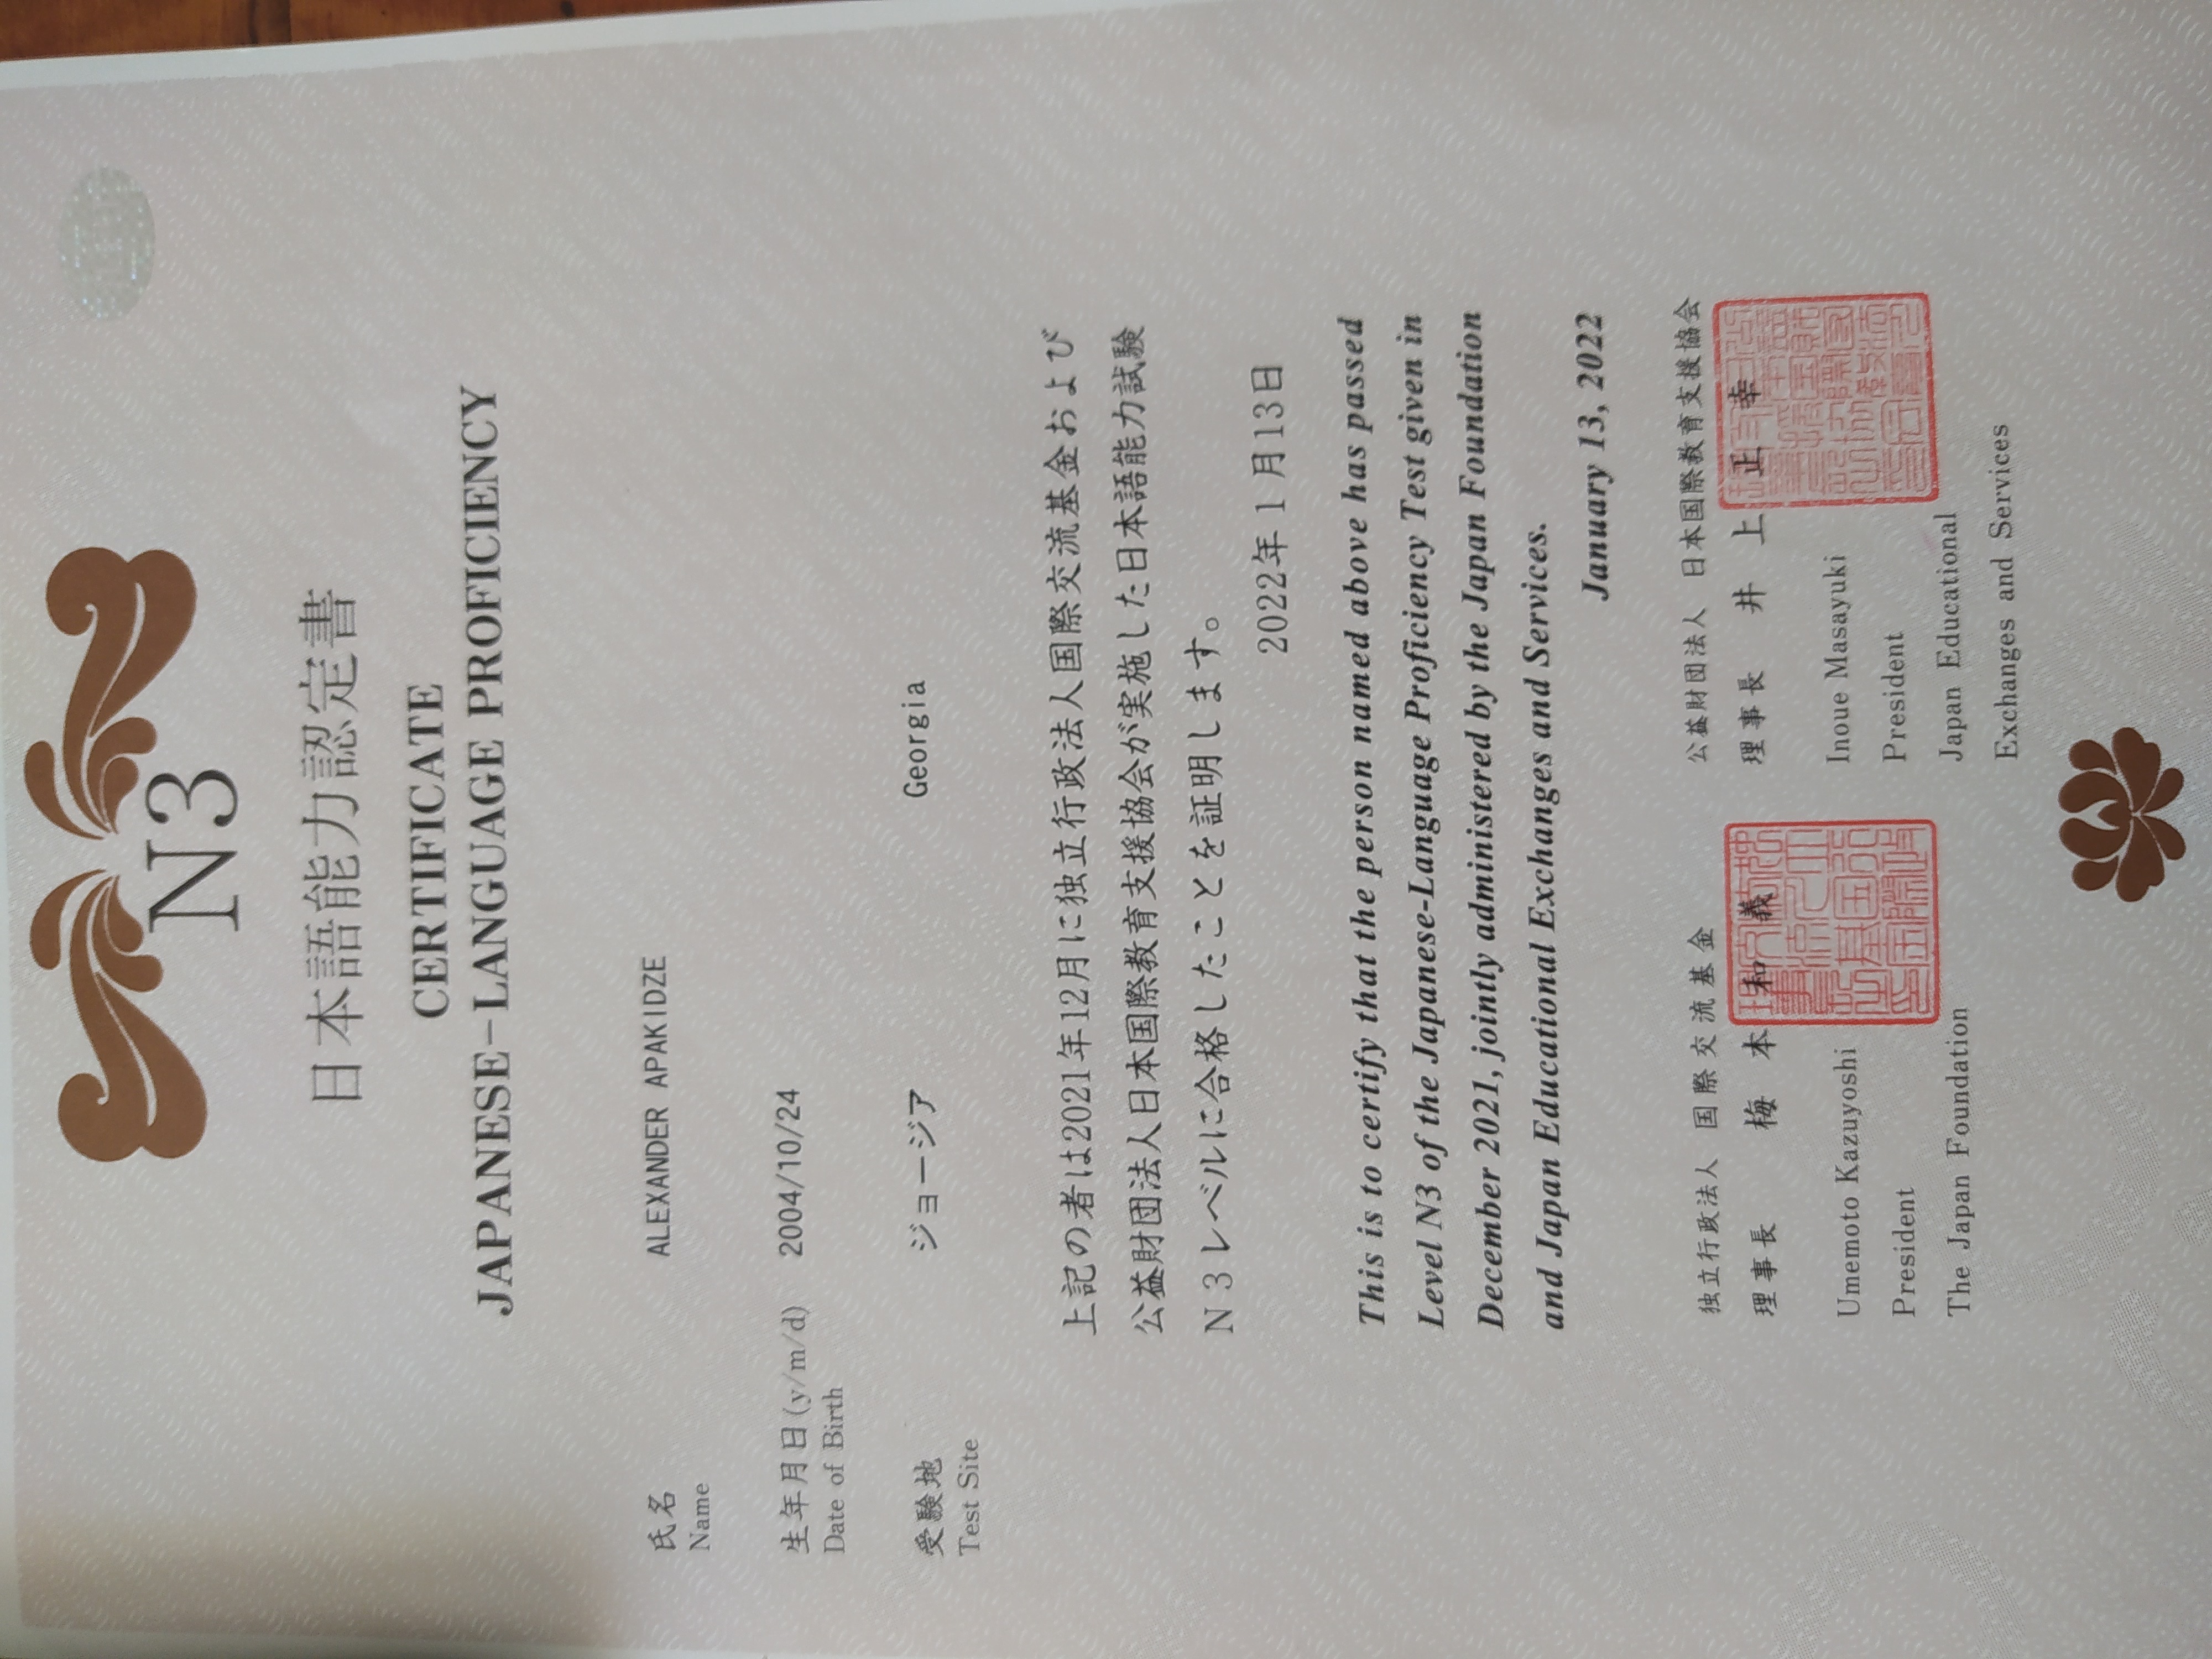 N3
日本語能力認定書
CERTIFICATE
JAPANESE-LANGUAGE PROFICIENCY
氏名 ALEXANDER APAKIDZE
Name
生年月日(y/m/d) 2004/10/24
Date of Birth
受験地 ジョージア Georgia
Test Site
上記の者は2021年12月に独立行政法人国際交流基金および
公益財団法人日本国際教育支援協会が実施した日本語能力試験
N3レベルに合格したことを証明します。
2022年1月13日
This is to certify that the person named above has passed
Level N3 of the Japanese-Language Proficiency Test given in
December 2021, jointly administered by the Japan Foundation
and Japan Educational Exchanges and Services.
January 13, 2022
独立行政法人 国際交流基金
理事長 梅本和義
Umemoto Kazuyoshi
President
The Japan Foundation
公益財団法人 日本国際教育支援協会
理事長 井上正幸
Inoue Masayuki
President
Japan Educational
Exchanges and Services